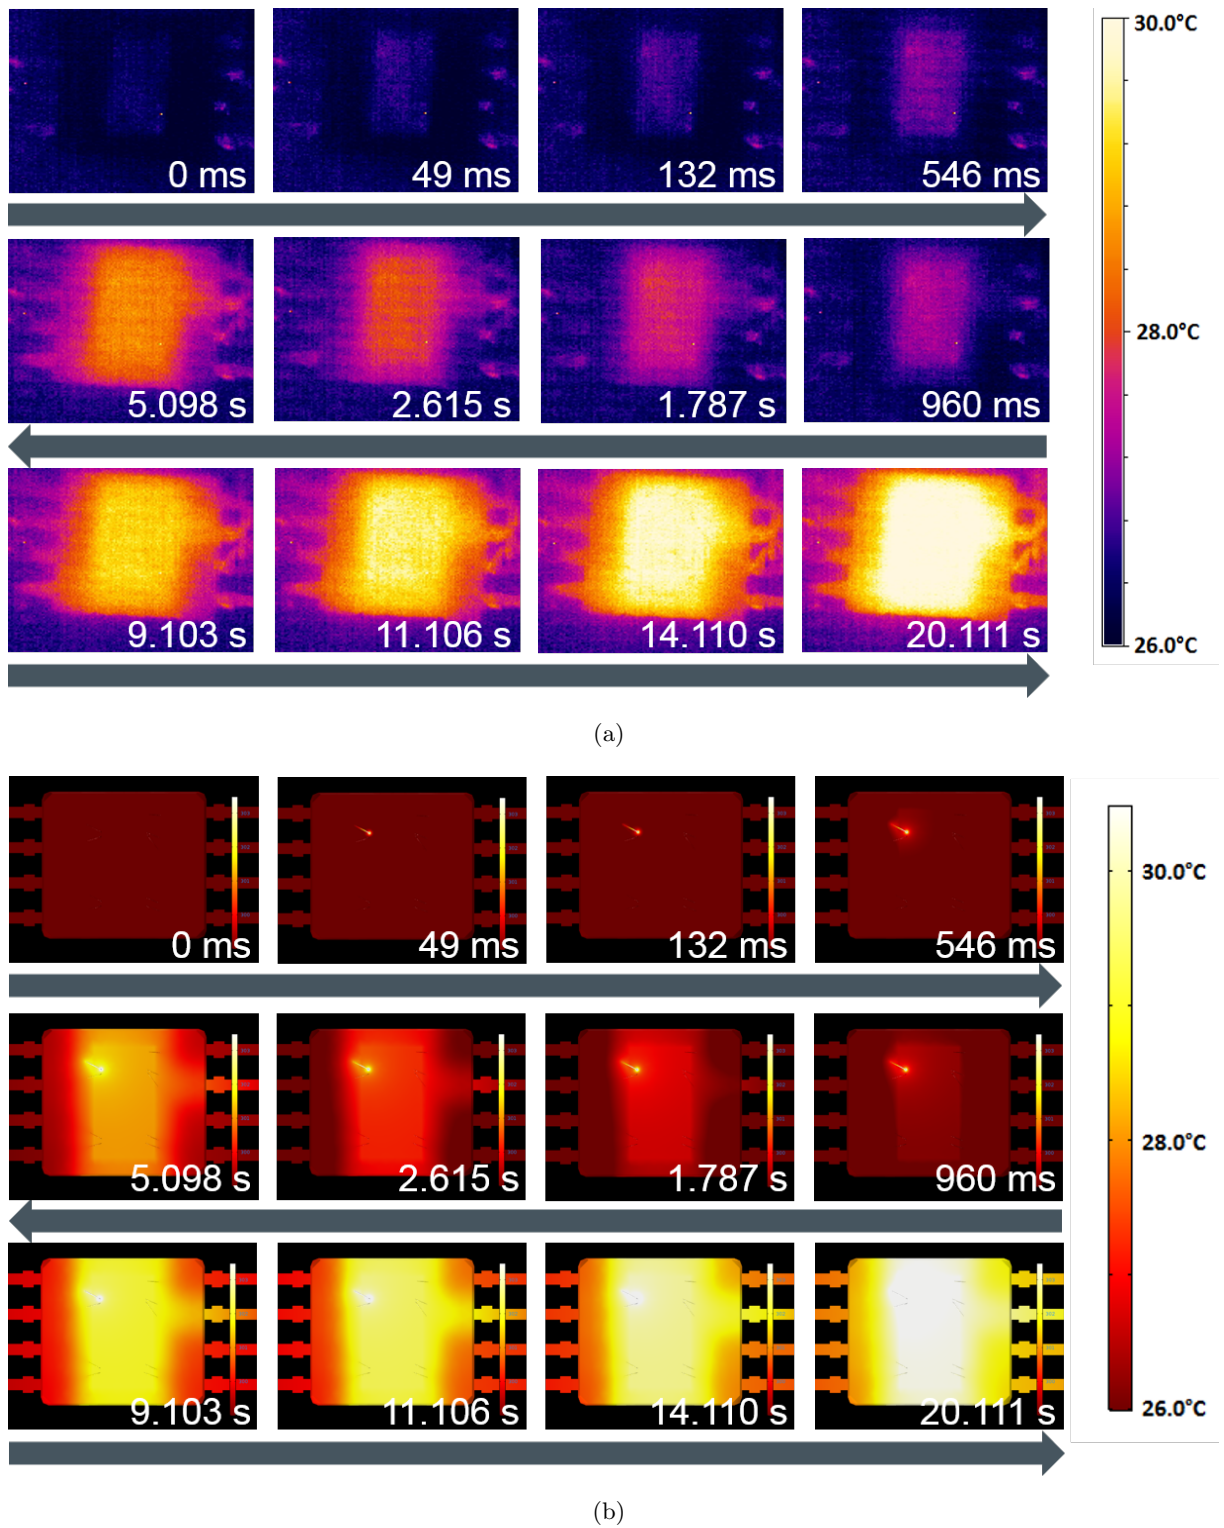 30.0°C
0 ms
49 ms
132 ms
546 ms
28.0°C
5.098 s
2.615 s
1.787 s
960 ms
9.103 s
11.106 s
14.110 s
20.111 s
26.0°C
(a)
30.0°C
0 ms
49 ms
132 ms
546 ms
28.0°C
5.098 s
2.615 s
1.787 s
960 ms
9.103 s
11.106 s
14.110 s
20.111 s
26.0°C
(b)